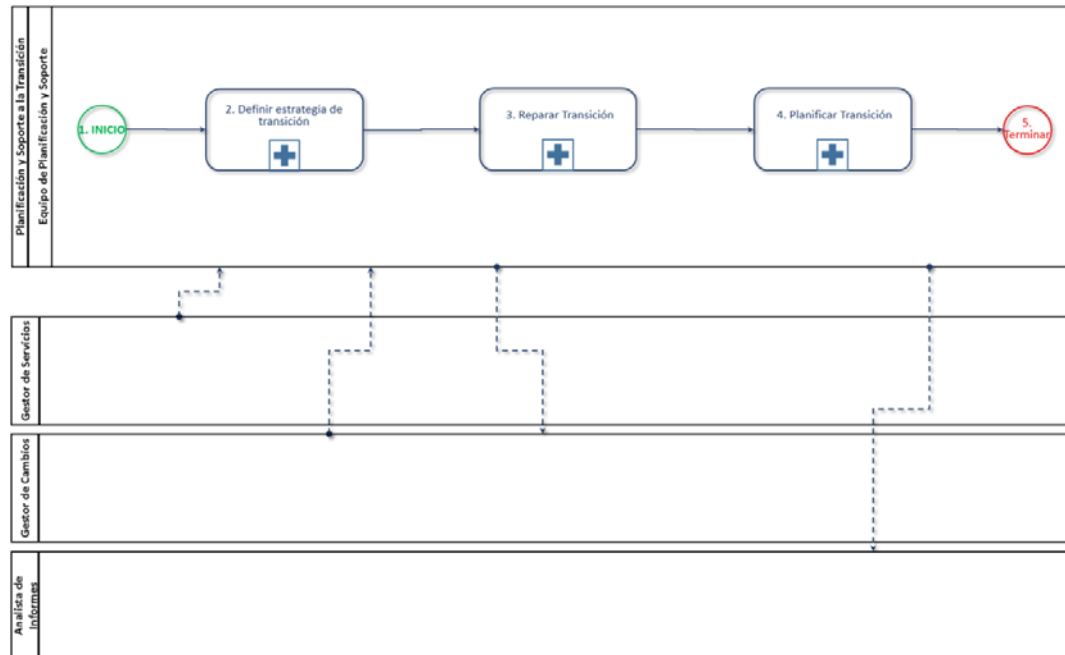 Planificación y Soporte a la Transición
Equipo de Planificación y Soporte
1. INICIO
2. Definir estrategia de
transición
3. Reparar Transición
4. Planificar Transición
5.
Terminar
Gestor de Servicios
Gestor de Cambios
Analista de
Informes